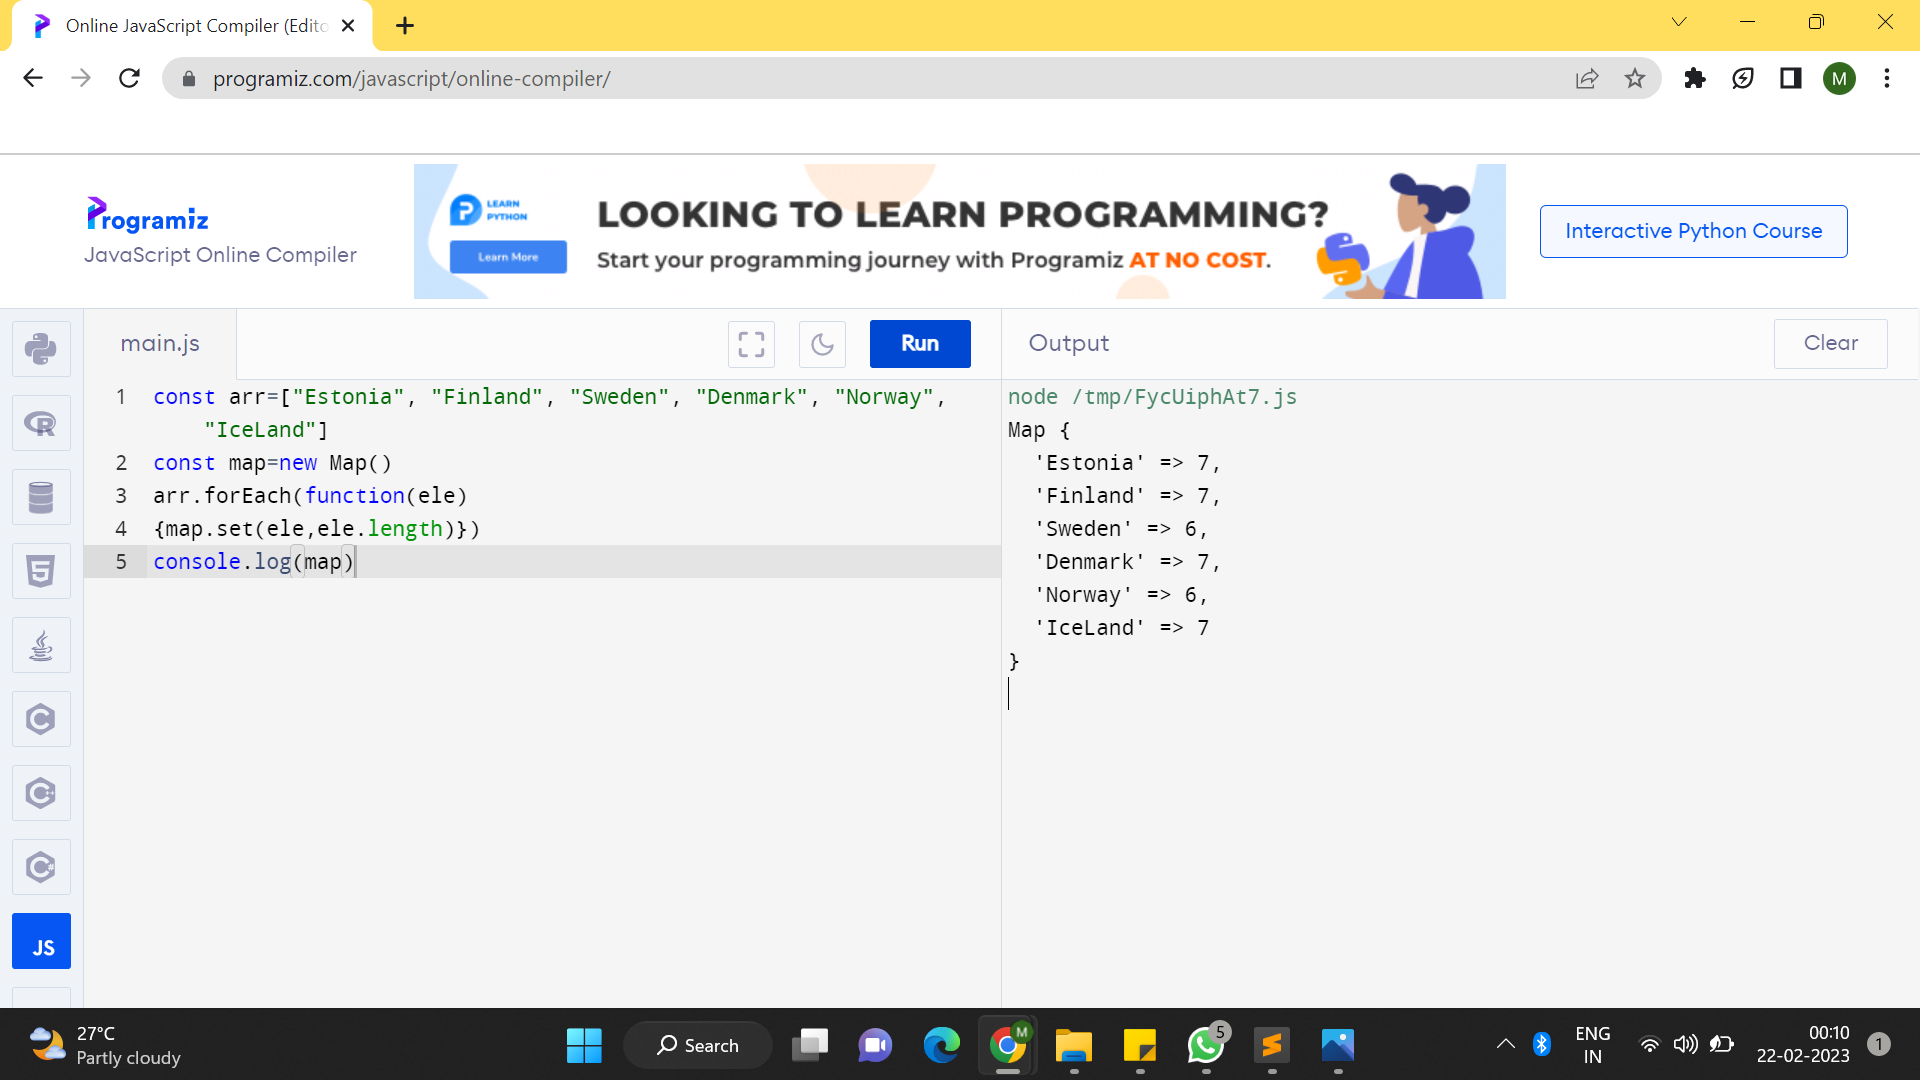 Online JavaScript Compiler (Edito
programiz.com/javascript/online-compiler/
M
Programiz
JavaScript Online Compiler
LEARN
PYTHON
Learn More
LOOKING TO LEARN PROGRAMMING?
Start your programming journey with Programiz AT NO COST.
Interactive Python Course
main.js
Run
Output
Clear
1 const arr=["Estonia", "Finland", "Sweden", "Denmark", "Norway",
"IceLand"]
2 const map=new Map()
3 arr.forEach(function(ele)
4 {map.set(ele,ele.length)})
5 console.log(map)
node /tmp/FycUiphAt7.js
Map {
'Estonia' => 7,
'Finland' => 7,
'Sweden' => 6,
'Denmark' => 7,
'Norway' => 6,
'IceLand' => 7
}
JS
27°C
Partly cloudy
Search
M
5
ENG
IN
00:10
22-02-2023
1